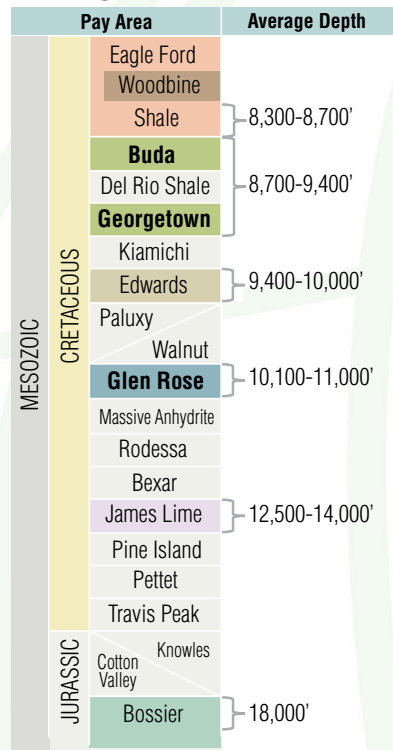 Pay Area Average Depth
MESOZOIC
CRETACEOUS
Eagle Ford
Woodbine
Shale 8,300-8,700’
Buda
Del Rio Shale 8,700-9,400’
Georgetown
Kiamichi
Edwards 9,400-10,000’
Paluxy
Walnut
Glen Rose 10,100-11,000’
Massive Anhydrite
Rodessa
Bexar
James Lime 12,500-14,000’
Pine Island
Pettet
Travis Peak
JURASSIC
Knowles
Cotton
Valley
Bossier 18,000’